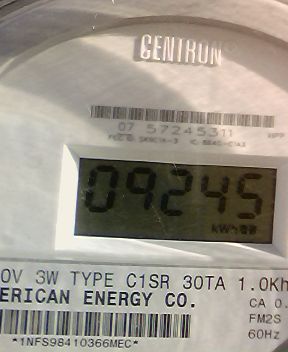 CENTRON
07 57245311
09245
kWh
0V 3W TYPE C1SR 30TA 1.0Kh
ERICAN ENERGY CO.
CA 0.
FM2S
60Hz
*1NFS98410366MEC*